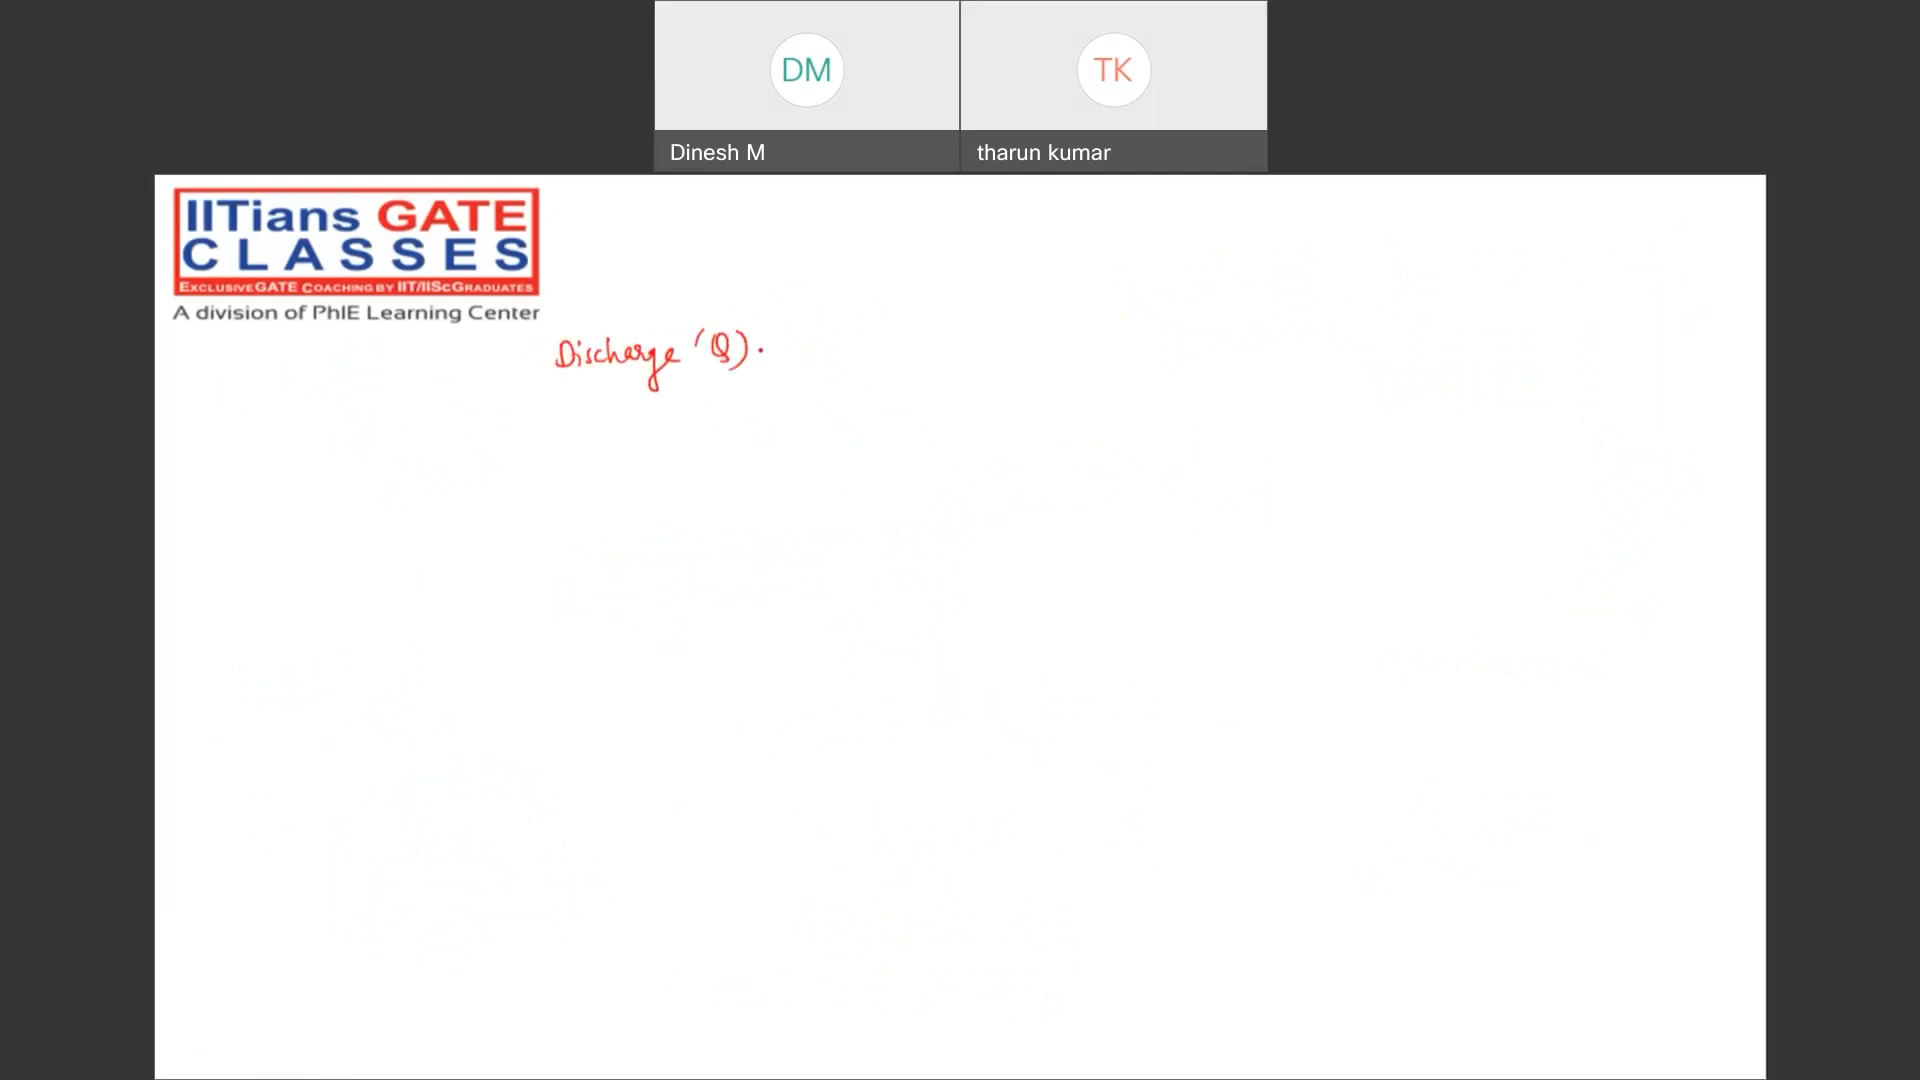 DM
TK
Dinesh M
tharun kumar
IITians GATE
CLASSES
EXCLUSIVE GATE COACHING BY IIT/IISc GRADUATES
A division of PhIE Learning Center
Discharge '(Q).